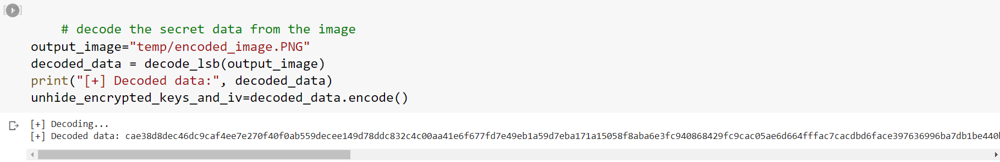 # decode the secret data from the image
output_image="temp/encoded_image.PNG"
decoded_data = decode_lsb(output_image)
print("[+] Decoded data:", decoded_data)
unhide_encrypted_keys_and_iv=decoded_data.encode()
[+] Decoding...
[+] Decoded data: cae38d8dec46dc9caf4ee7e270f40f0ab559decee149d78ddc832c4c00aa41e6f677fd7e49eb1a59d7eba171a15058f8aba6e3fc940868429fc9cac05ae6d664fffac7cacdbd6face397636996ba7db1be440